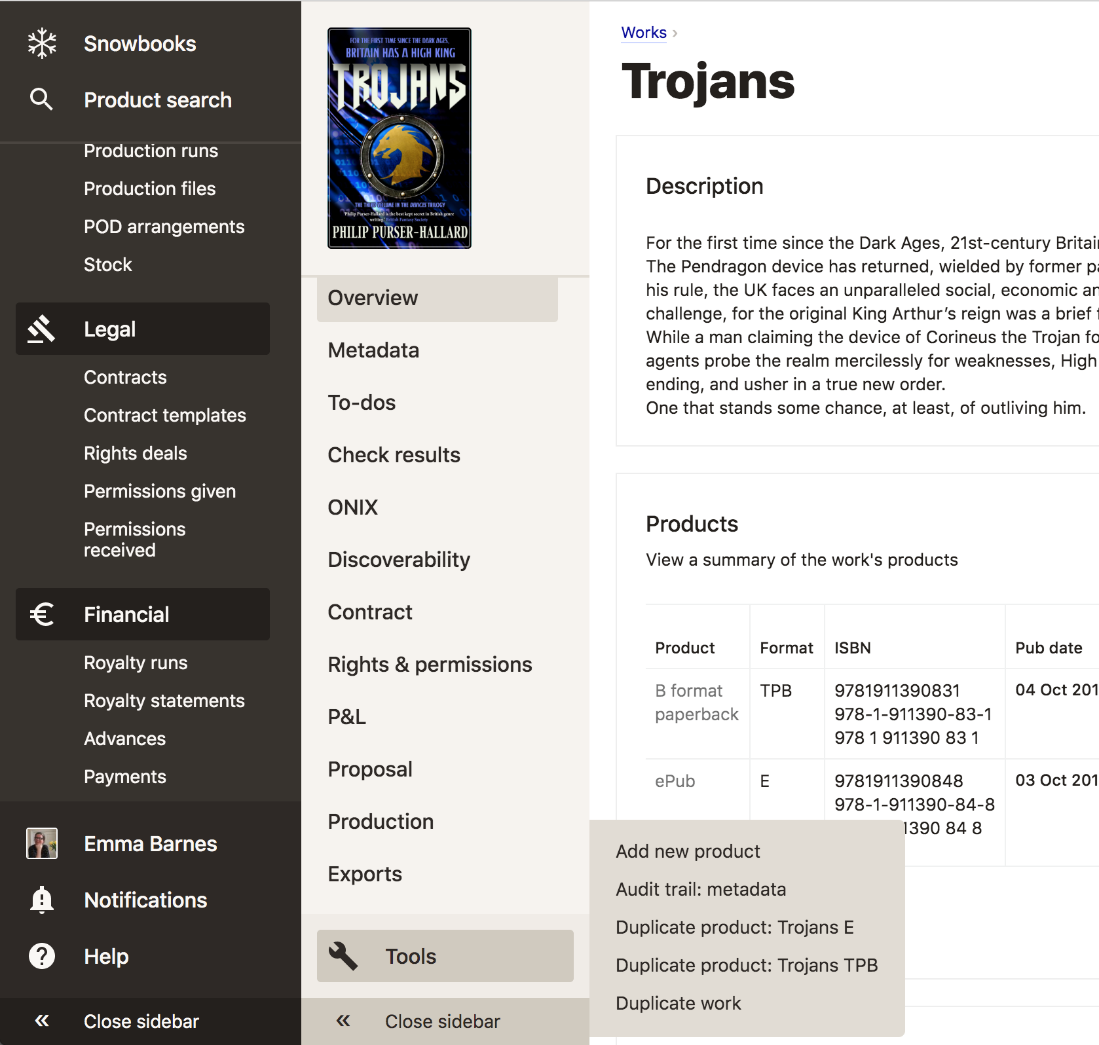 Snowbooks
Product search
Production runs
Production files
POD arrangements
Stock
Legal
Contracts
Contract templates
Rights deals
Permissions given
Permissions
received
Financial
Royalty runs
Royalty statements
Advances
Payments
Emma Barnes
Notifications
Help
« Close sidebar
FOR THE FIRST TIME SINCE THE DARK AGES,
BRITAIN HAS A HIGH KING
TROJANS
PHILIP PURSER-HALLARD
Overview
Metadata
To-dos
Check results
ONIX
Discoverability
Contract
Rights & permissions
P&L
Proposal
Production
Exports
Tools
« Close sidebar
Works ›
Trojans
Description
For the first time since the Dark Ages, 21st-century Britai
The Pendragon device has returned, wielded by former pa
his rule, the UK faces an unparalleled social, economic an
challenge, for the original King Arthur’s reign was a brief f
While a man claiming the device of Corineus the Trojan fo
agents probe the realm mercilessly for weaknesses, High
ending, and usher in a true new order.
One that stands some chance, at least, of outliving him.
Products
View a summary of the work's products
Product Format ISBN Pub date
B format paperback TPB 9781911390831 04 Oct 201
978-1-911390-83-1
978 1 911390 83 1
ePub E 9781911390848 03 Oct 201
978-1-911390-84-8
1390 84 8
Add new product
Audit trail: metadata
Duplicate product: Trojans E
Duplicate product: Trojans TPB
Duplicate work